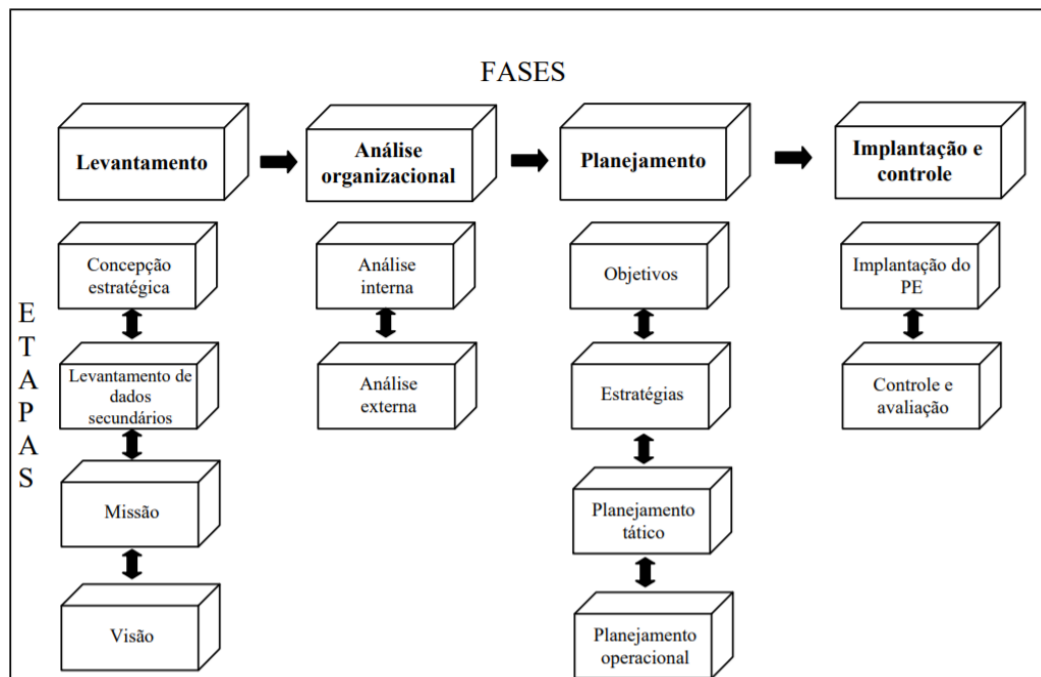 FASES
Levantamento
Análise
organizacional
Planejamento
Implantação e
controle
ETAPAS
Concepção
estratégica
Levantamento de
dados
secundários
Missão
Visão
Análise
interna
Análise
externa
Objetivos
Estratégias
Planejamento
tático
Planejamento
operacional
Implantação do
PE
Controle e
avaliação